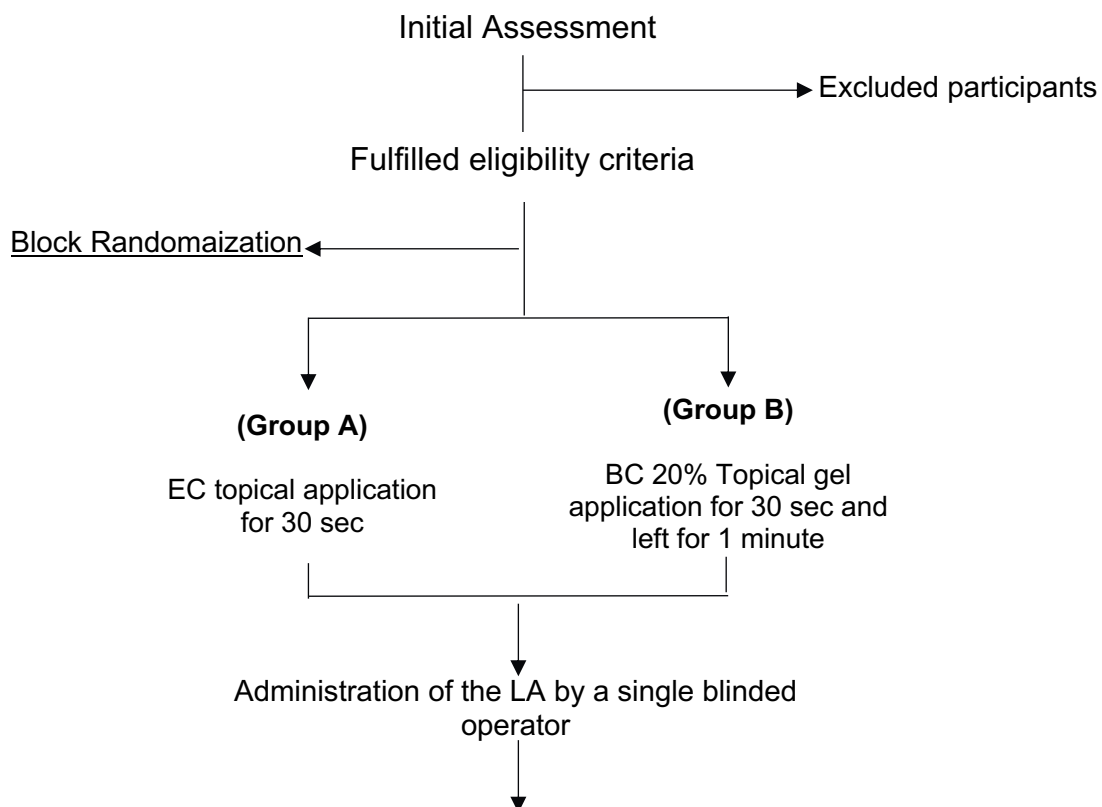 Initial Assessment
Excluded participants
Fulfilled eligibility criteria
Block Randomaization
(Group A)
EC topical application
for 30 sec
(Group B)
BC 20% Topical gel
application for 30 sec and
left for 1 minute
Administration of the LA by a single blinded
operator